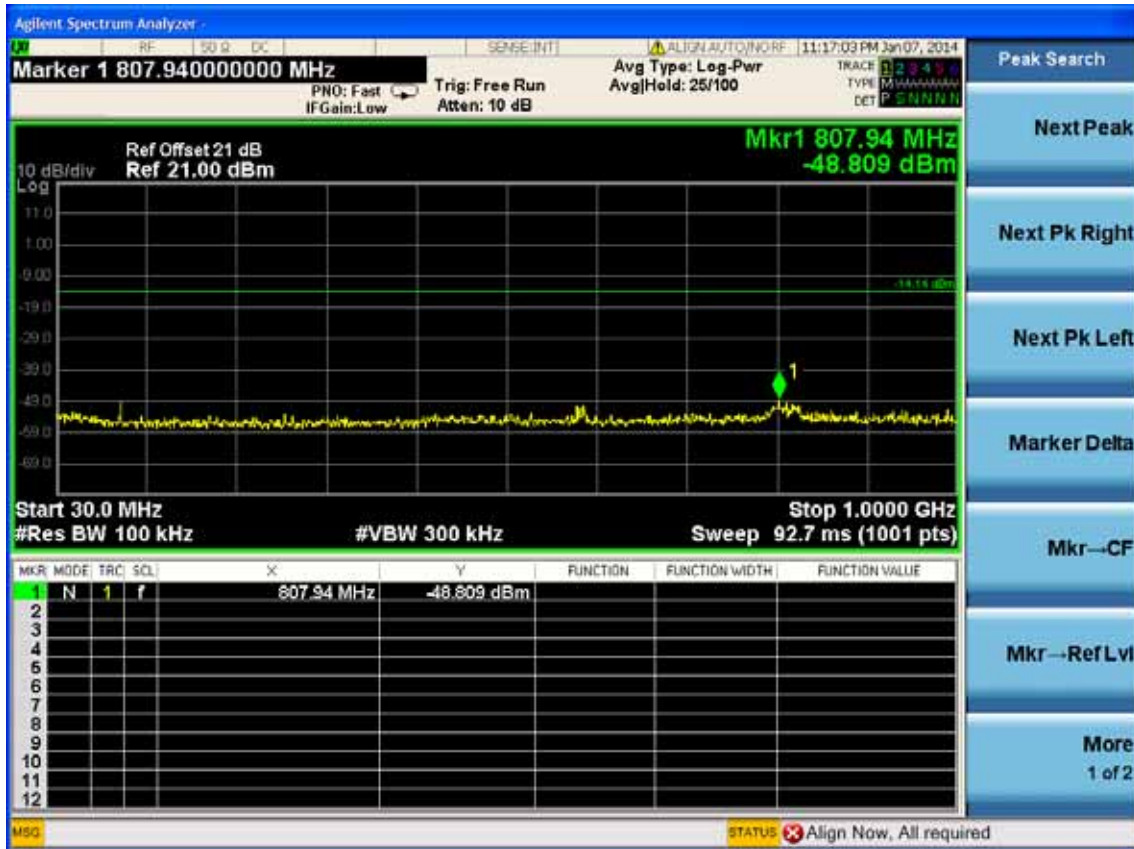 Agilent Spectrum Analyzer -
RF 50 Ω DC SENSE:INT ALIGN AUTO/NO RF 11:17:03 PM Jan 07, 2014
Marker 1 807.940000000 MHz
PNO: Fast
IFGain:Low
Trig: Free Run
Atten: 10 dB
Avg Type: Log-Pwr
Avg|Hold: 25/100
TRACE 1 2 3 4 5 6
TYPE M
DET P S N N N N
Mkr1 807.94 MHz
-48.809 dBm
Ref Offset 21 dB
10 dB/div Ref 21.00 dBm
Log
11.0
1.00
-9.00
-14.14 dBm
-19.0
-29.0
-39.0
1
-49.0
-59.0
-69.0
Start 30.0 MHz Stop 1.0000 GHz
#Res BW 100 kHz #VBW 300 kHz Sweep 92.7 ms (1001 pts)
MKR MODE TRC SCL X Y FUNCTION FUNCTION WIDTH FUNCTION VALUE
1 N 1 f 807.94 MHz -48.809 dBm
2
3
4
5
6
7
8
9
10
11
12
MSG STATUS Align Now, All required
Peak Search
Next Peak
Next Pk Right
Next Pk Left
Marker Delta
Mkr→CF
Mkr→Ref Lvl
More
1 of 2